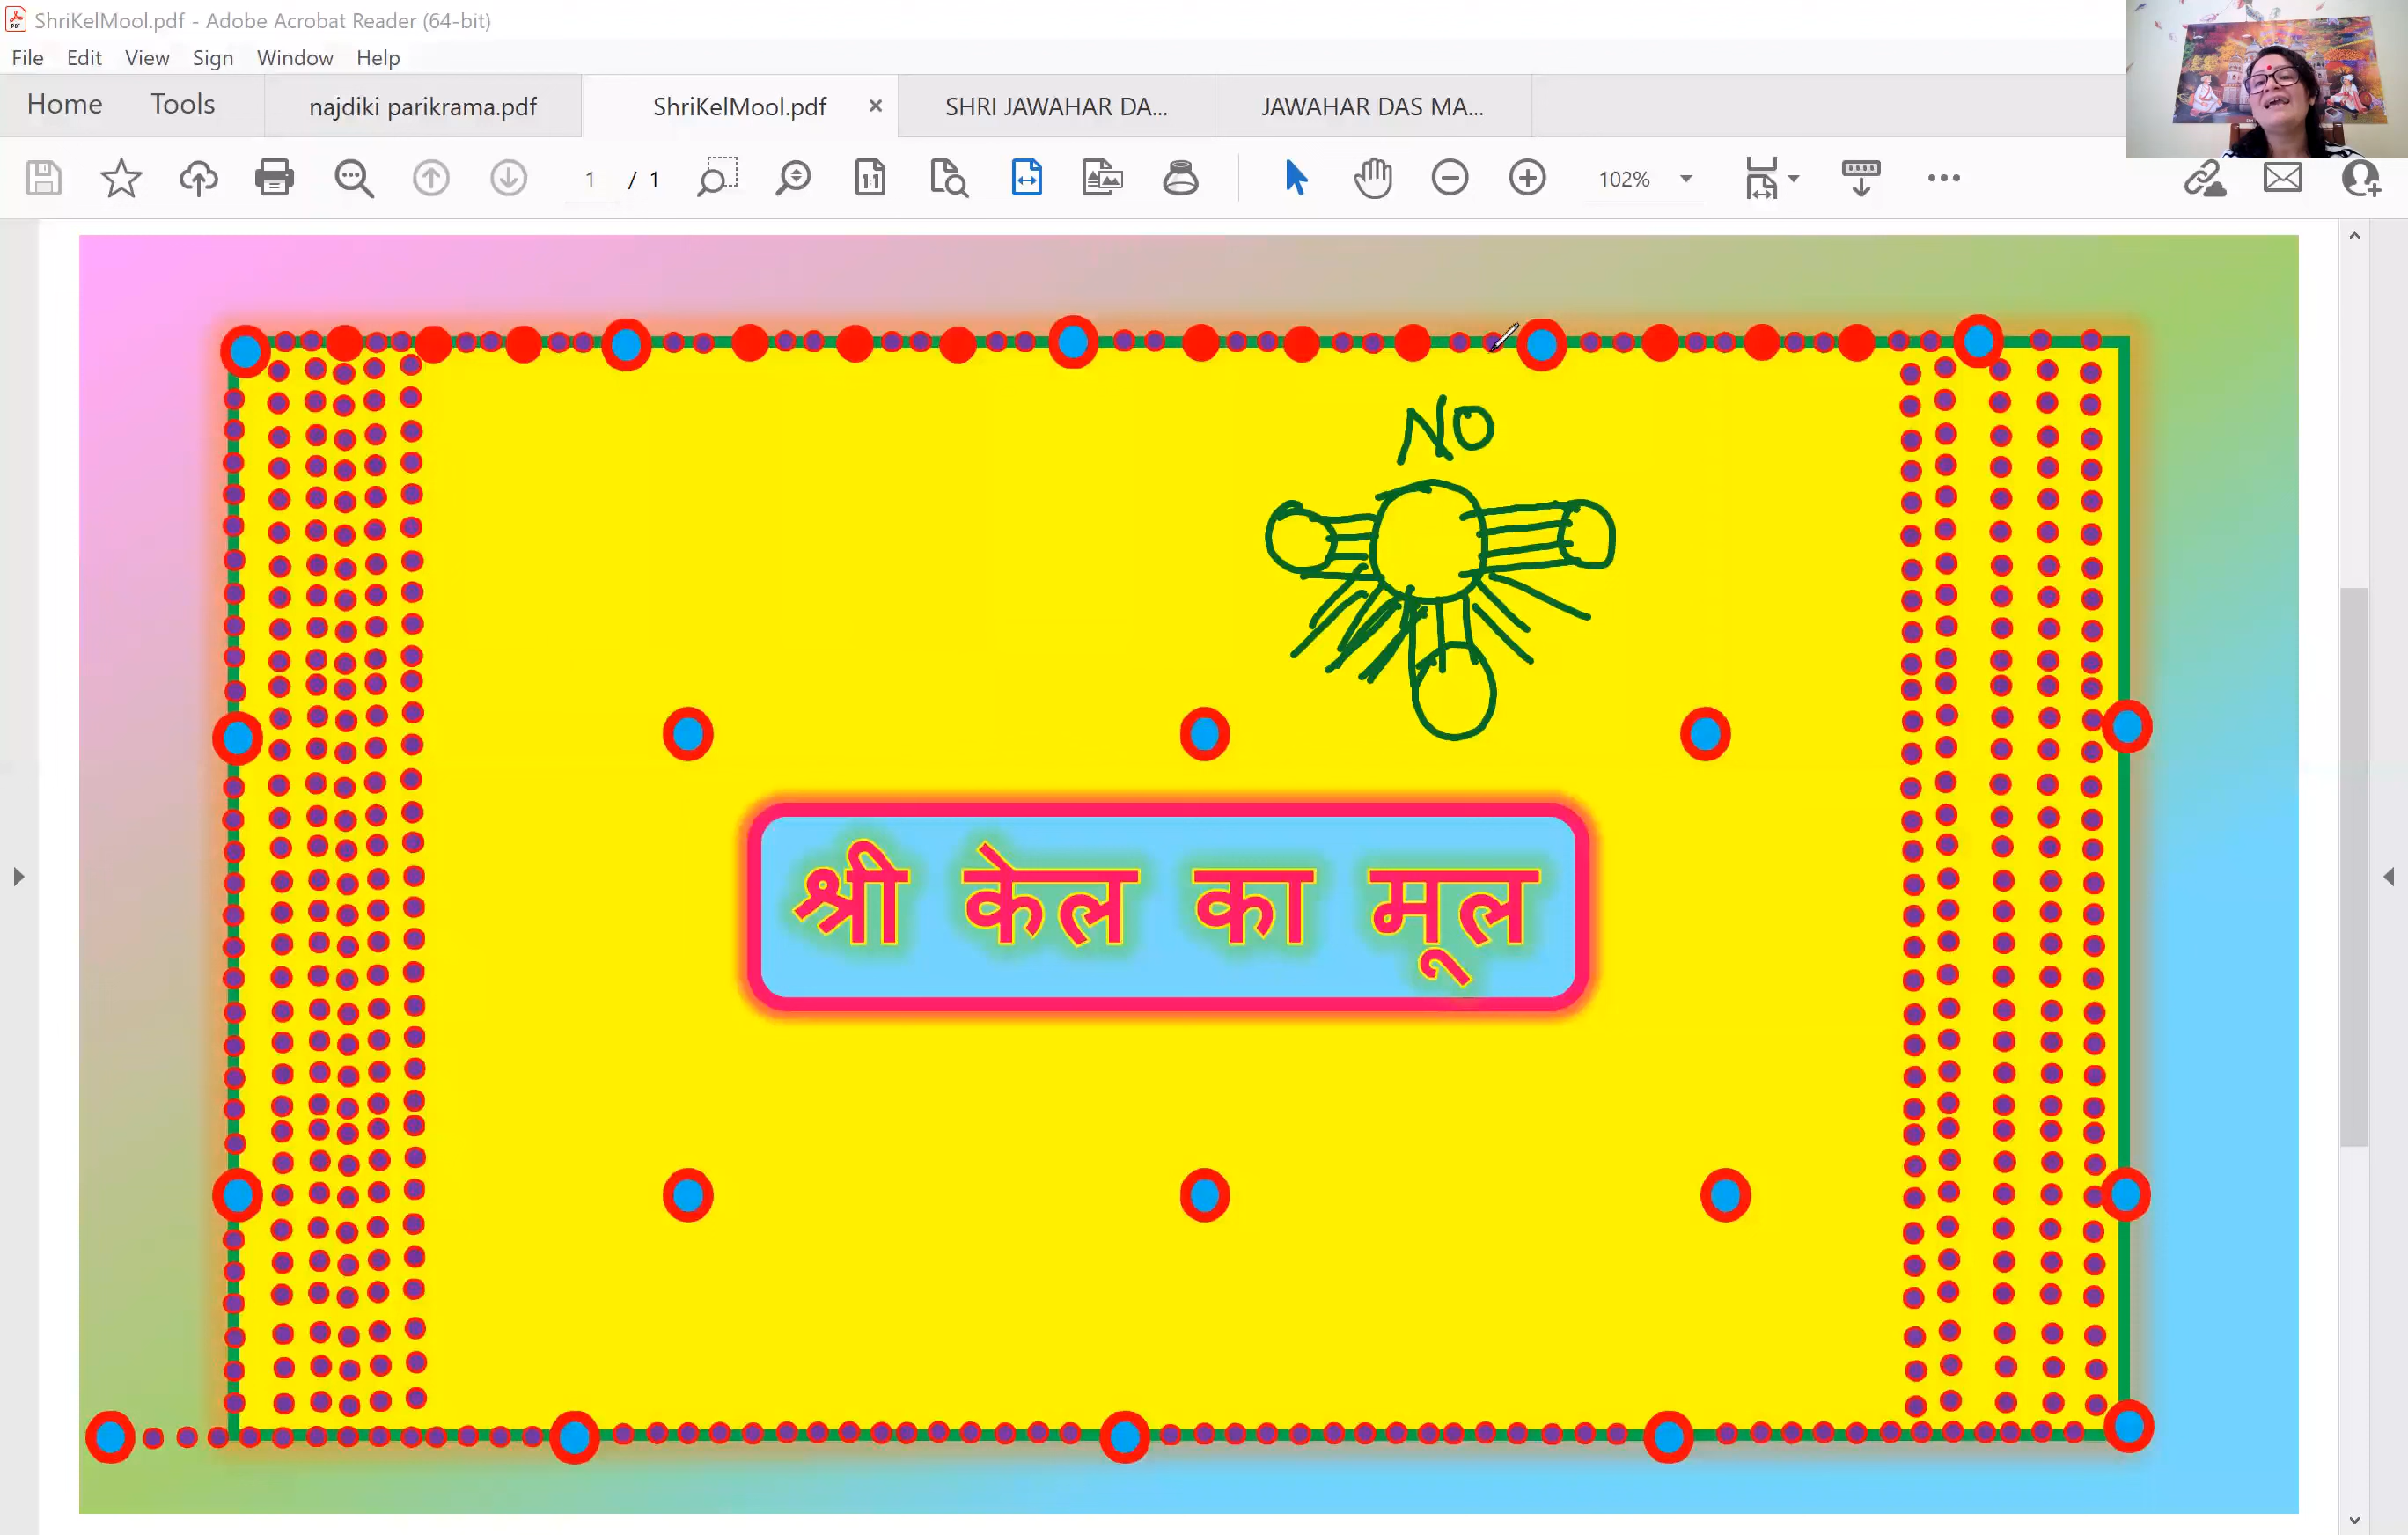 ShriKelMool.pdf - Adobe Acrobat Reader (64-bit)
File Edit View Sign Window Help
Home Tools najdiki parikrama.pdf ShriKelMool.pdf × SHRI JAWAHAR DA... JAWAHAR DAS MA...
1 / 1 102%
NO
श्री केल का मूल